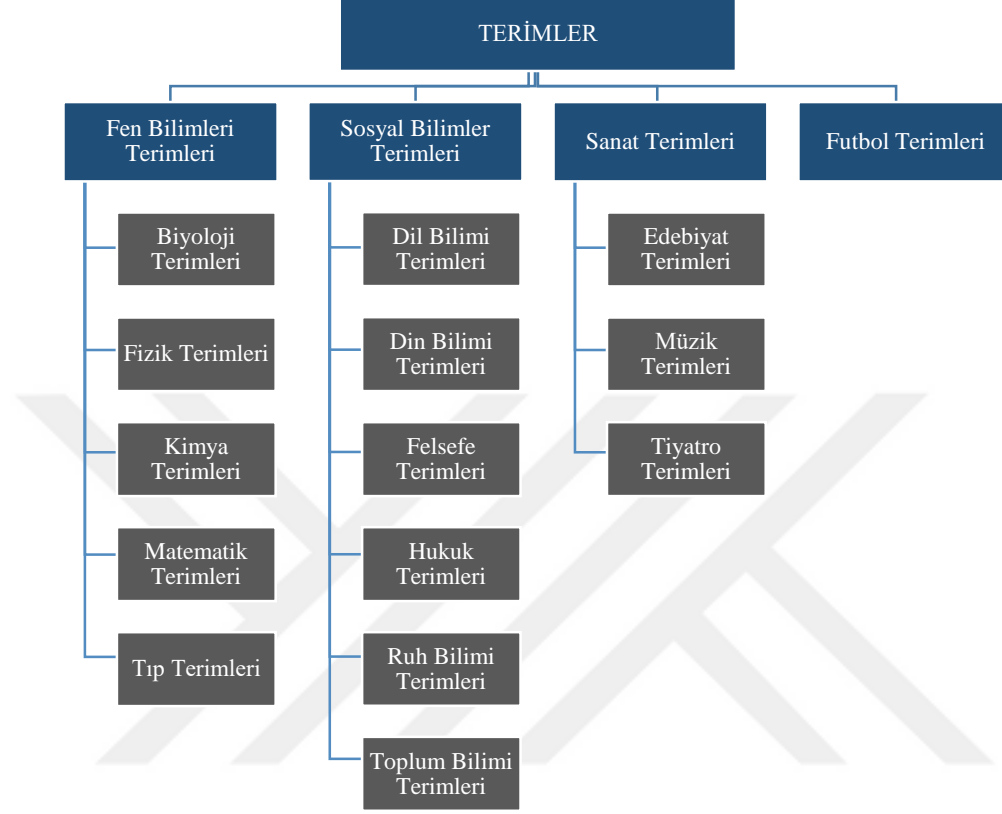 TERİMLER
Fen Bilimleri
Terimleri
Biyoloji
Terimleri
Fizik Terimleri
Kimya
Terimleri
Matematik
Terimleri
Tıp Terimleri
Sosyal Bilimler
Terimleri
Dil Bilimi
Terimleri
Din Bilimi
Terimleri
Felsefe
Terimleri
Hukuk
Terimleri
Ruh Bilimi
Terimleri
Toplum Bilimi
Terimleri
Sanat Terimleri
Edebiyat
Terimleri
Müzik
Terimleri
Tiyatro
Terimleri
Futbol Terimleri